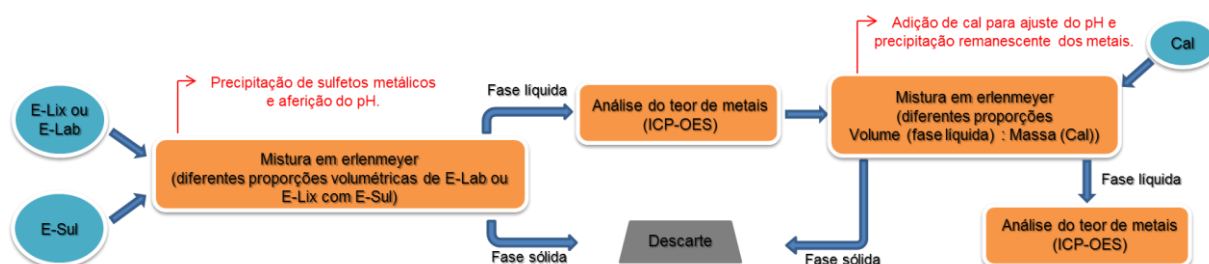 E-Lix ou
E-Lab
E-Sul
Precipitação de sulfetos metálicos
e aferição do pH.
Mistura em erlenmeyer
(diferentes proporções volumétricas de E-Lab ou
E-Lix com E-Sul)
Fase líquida
Fase sólida
Análise do teor de metais
(ICP-OES)
Descarte
Adição de cal para ajuste do pH e
precipitação remanescente dos metais.
Cal
Mistura em erlenmeyer
(diferentes proporções
Volume (fase líquida) : Massa (Cal))
Fase sólida
Fase líquida
Análise do teor de metais
(ICP-OES)